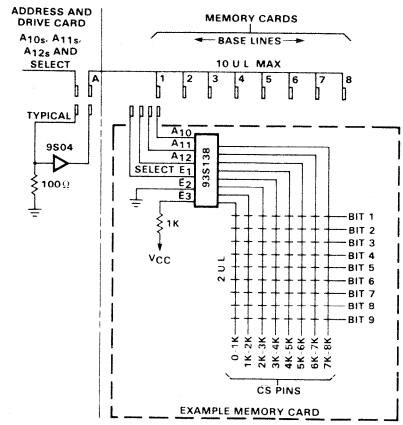 ADDRESS AND
DRIVE CARD
A10s, A11s,
A12s AND
SELECT
A
MEMORY CARDS
BASE LINES
10 U L MAX
1 2 3 4 5 6 7 8
TYPICAL
9S04
100Ω
A10
A11
A12
SELECT E1
E2
E3
93S138
1K
VCC
2 UL
BIT 1
BIT 2
BIT 3
BIT 4
BIT 5
BIT 6
BIT 7
BIT 8
BIT 9
0-1K
1K-2K
2K-3K
3K-4K
4K-5K
5K-6K
6K-7K
7K-8K
CS PINS
EXAMPLE MEMORY CARD